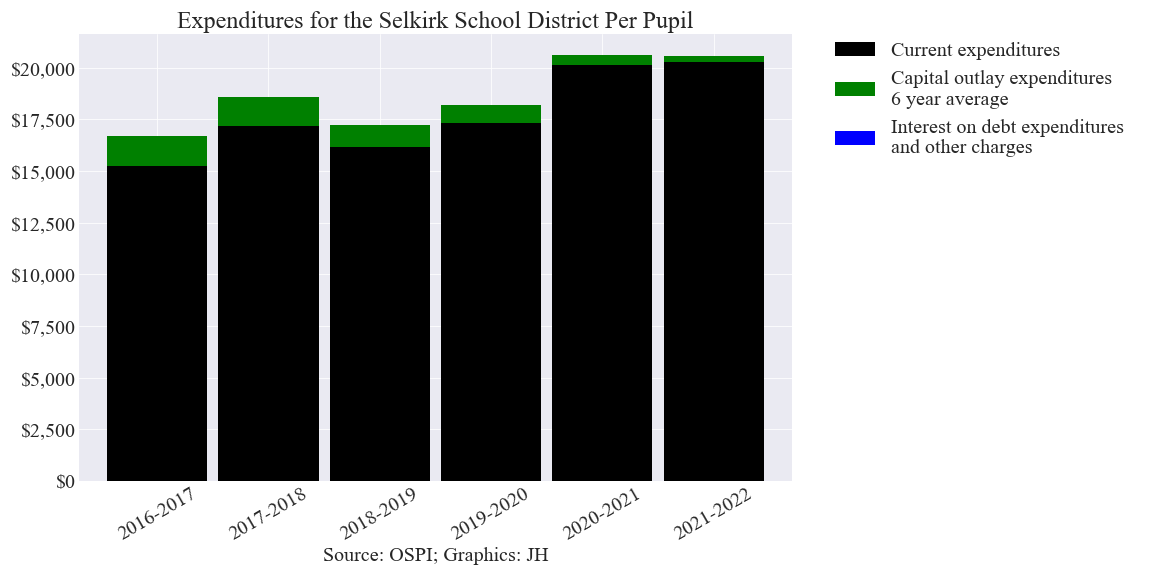 Expenditures for the Selkirk School District Per Pupil
$20,000
$17,500
$15,000
$12,500
$10,000
$7,500
$5,000
$2,500
$0
2016-2017
2017-2018
2018-2019
2019-2020
2020-2021
2021-2022
Source: OSPI; Graphics: JH
Current expenditures
Capital outlay expenditures
6 year average
Interest on debt expenditures
and other charges